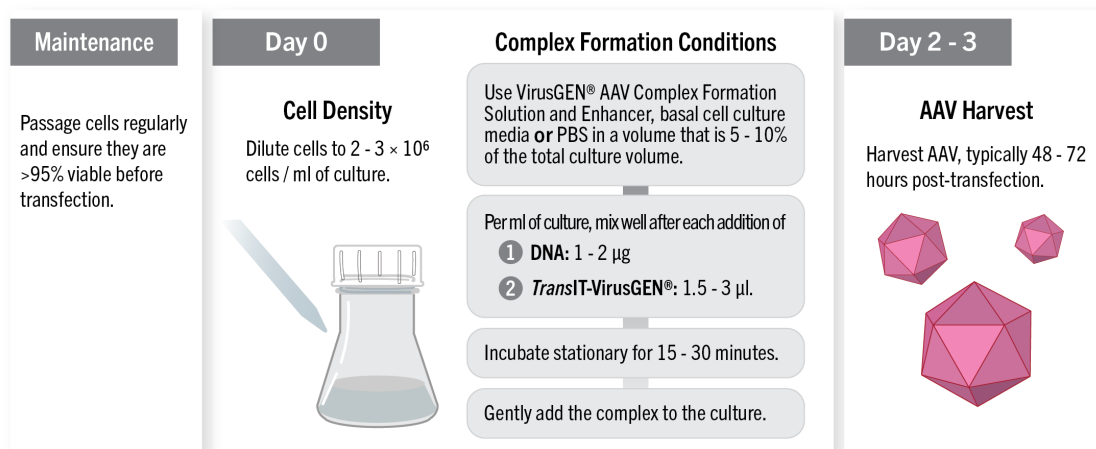 Maintenance
Passage cells regularly
and ensure they are
>95% viable before
transfection.
Day 0
Cell Density
Dilute cells to 2 - 3 × 10⁶
cells / ml of culture.
Complex Formation Conditions
Use VirusGEN® AAV Complex Formation
Solution and Enhancer, basal cell culture
media or PBS in a volume that is 5 - 10%
of the total culture volume.
Per ml of culture, mix well after each addition of
1 DNA: 1 - 2 µg
2 TransIT-VirusGEN®: 1.5 - 3 µl.
Incubate stationary for 15 - 30 minutes.
Gently add the complex to the culture.
Day 2 - 3
AAV Harvest
Harvest AAV, typically 48 - 72
hours post-transfection.